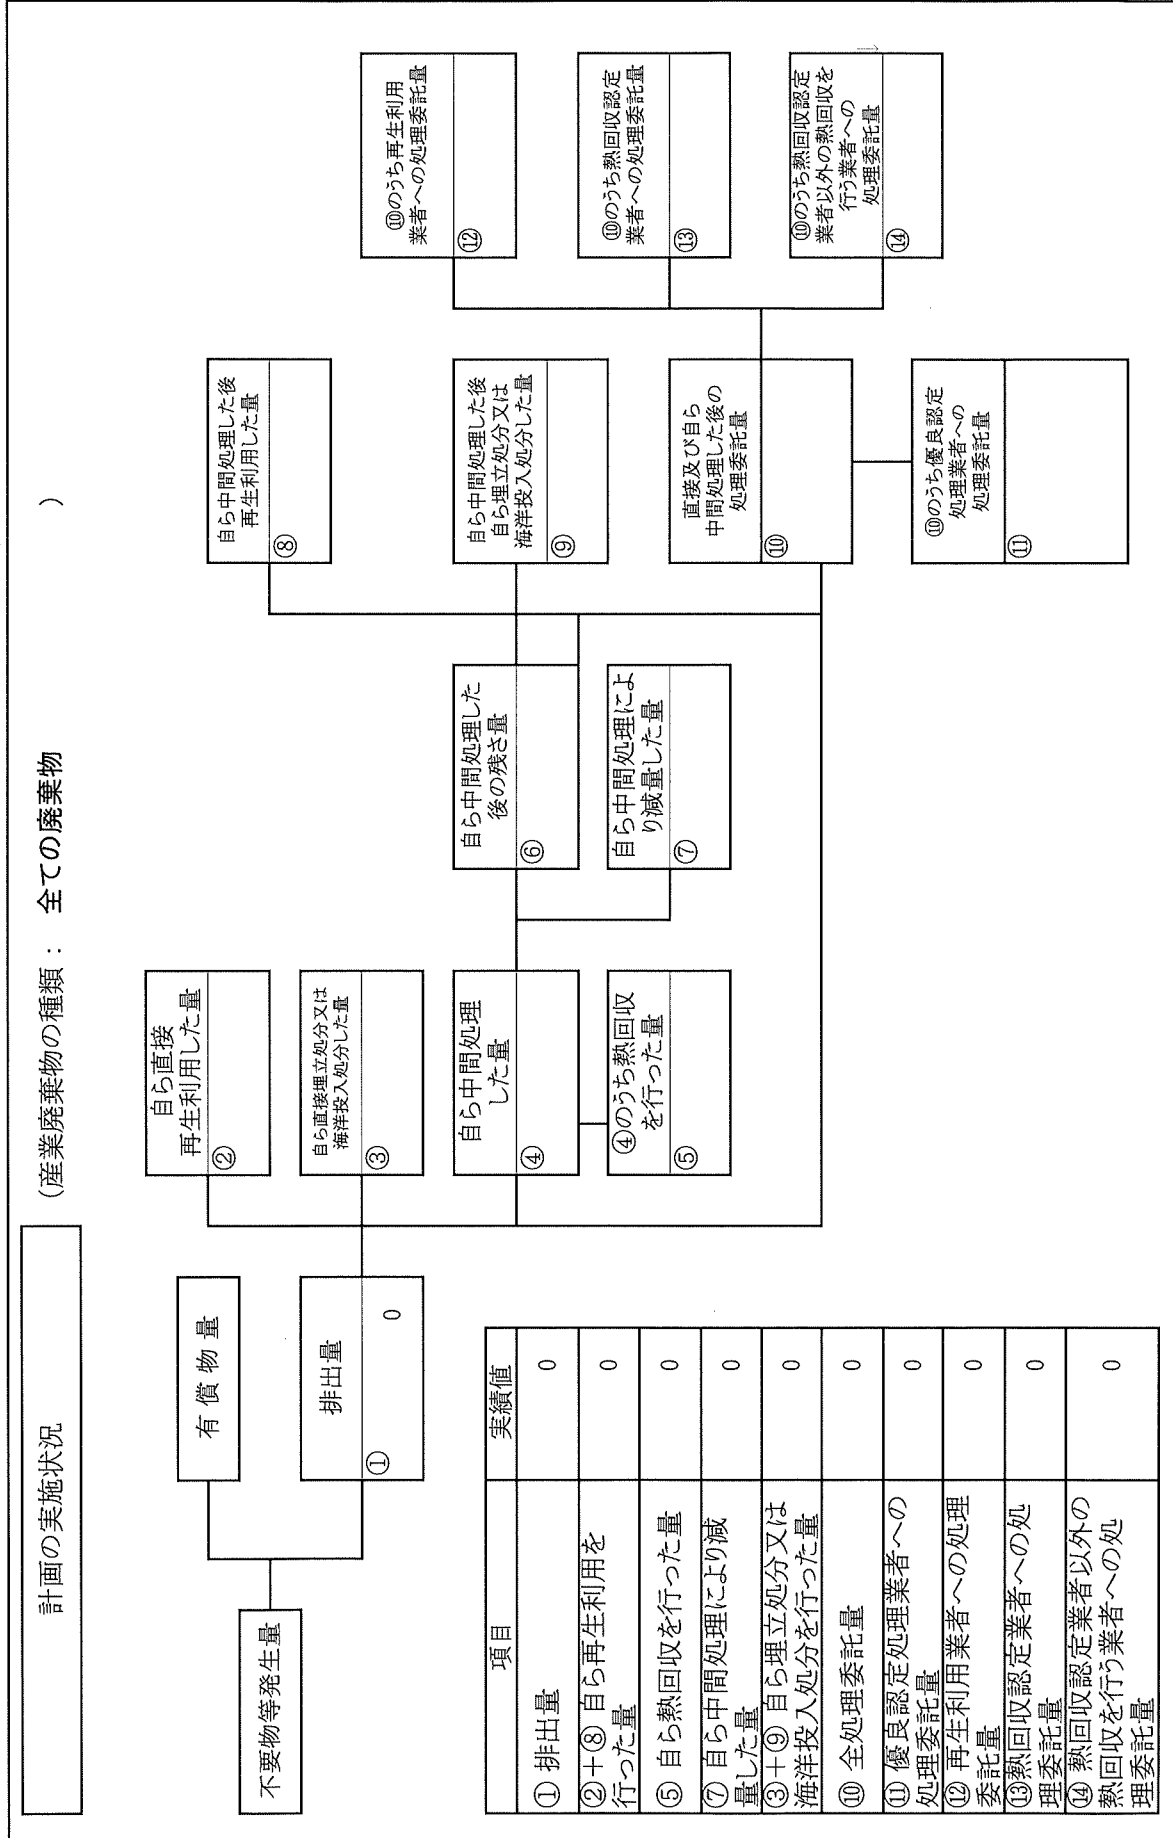 計画の実施状況
（産業廃棄物の種類： 全ての廃棄物 ）
不要物等発生量
有 償 物 量
排出量
① 0
自ら直接
再生利用した量
②
自ら直接埋立処分又は
海洋投入処分した量
③
自ら中間処理
した量
④
④のうち熱回収
を行った量
⑤
自ら中間処理した
後の残さ量
⑥
自ら中間処理によ
り減量した量
⑦
自ら中間処理した後
再生利用した量
⑧
自ら中間処理した後
自ら埋立処分又は
海洋投入処分した量
⑨
直接及び自ら
中間処理した後の
処理委託量
⑩
⑩のうち優良認定
処理業者への
処理委託量
⑪
⑩のうち再生利用
業者への処理委託量
⑫
⑩のうち熱回収認定
業者への処理委託量
⑬
⑩のうち熱回収認定
業者以外の熱回収を
行う業者への
処理委託量
⑭
項目 実績値
① 排出量 0
②+⑧ 自ら再生利用を
行った量 0
⑤ 自ら熱回収を行った量 0
⑦ 自ら中間処理により減
量した量 0
③+⑨ 自ら埋立処分又は
海洋投入処分を行った量 0
⑩ 全処理委託量 0
⑪ 優良認定処理業者への
処理委託量 0
⑫ 再生利用業者への処理
委託量 0
⑬熱回収認定業者への処
理委託量 0
⑭ 熱回収認定業者以外の
熱回収を行う業者への処
理委託量 0